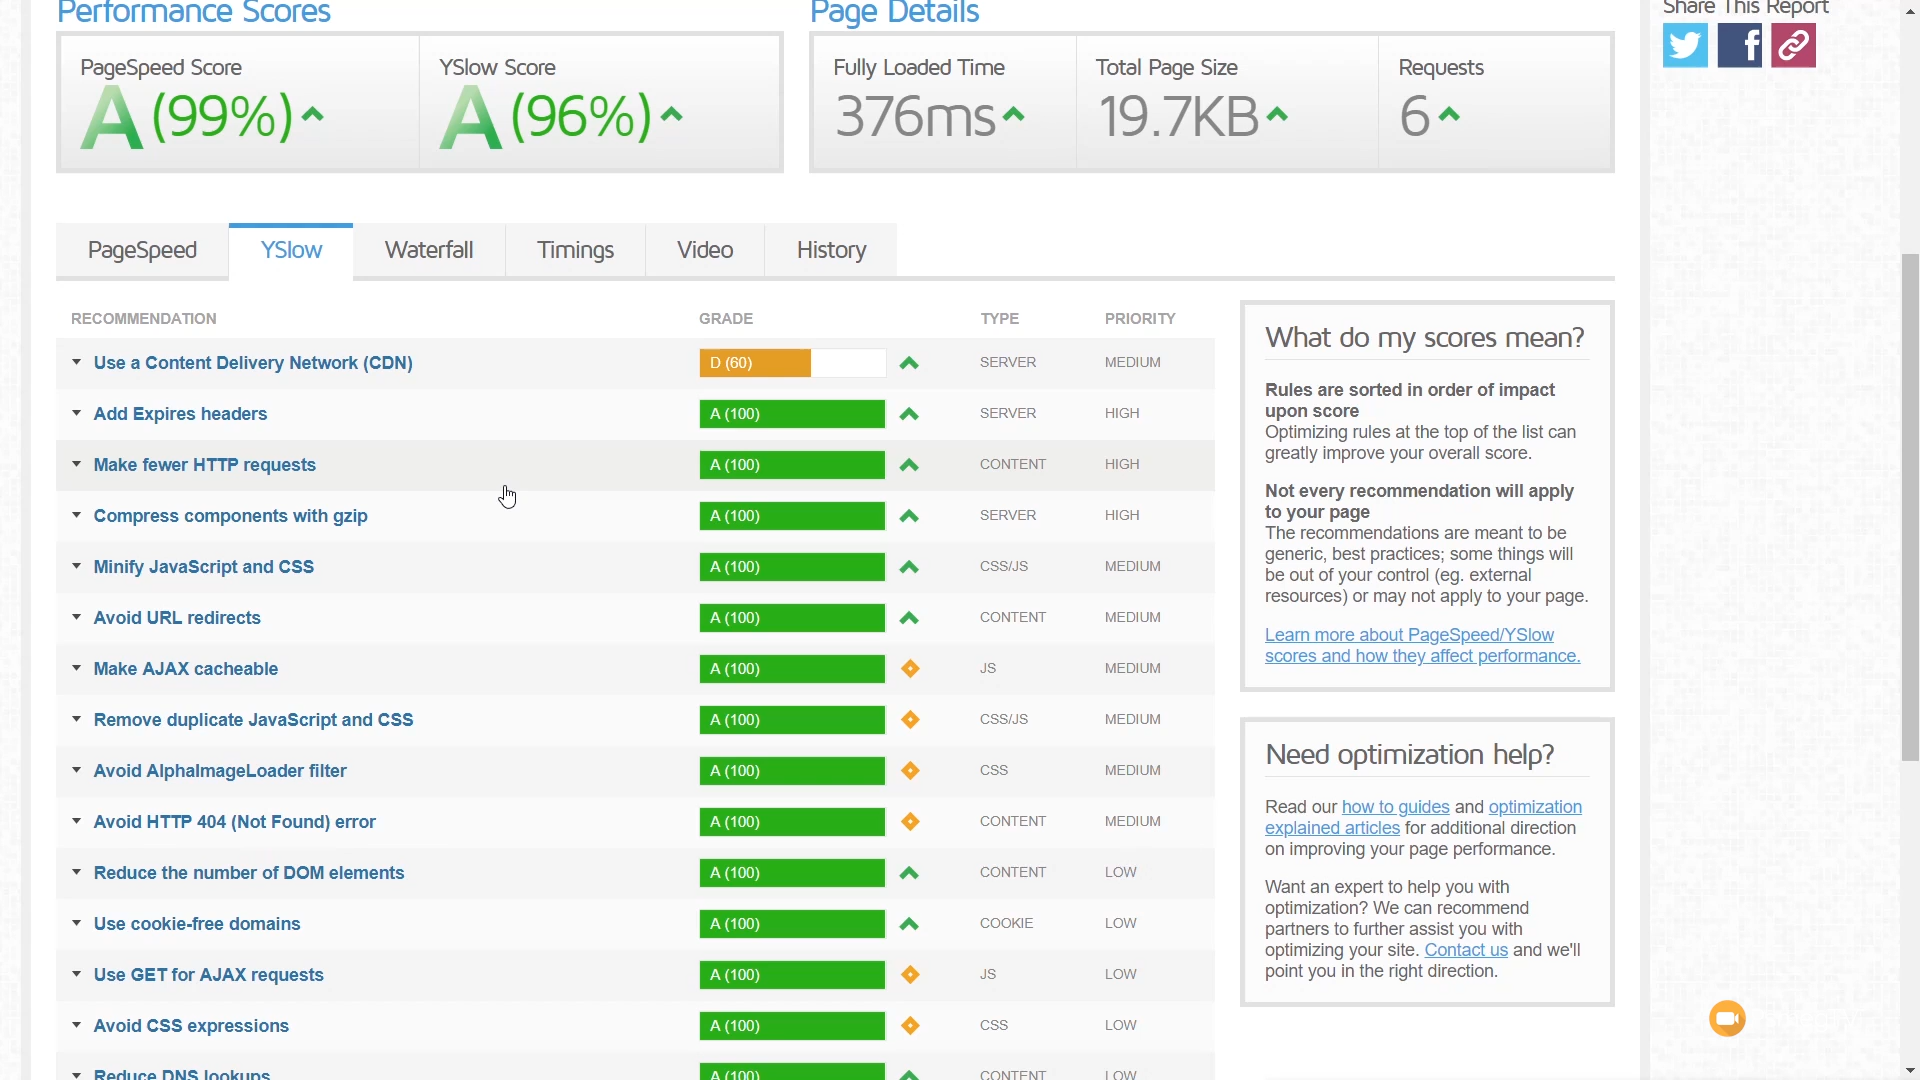 Performance Scores
Page Details
Share This Report
PageSpeed Score
A (99%)
YSlow Score
A (96%)
Fully Loaded Time
376ms
Total Page Size
19.7KB
Requests
6
PageSpeed
YSlow
Waterfall
Timings
Video
History
RECOMMENDATION GRADE TYPE PRIORITY
Use a Content Delivery Network (CDN) D (60) SERVER MEDIUM
Add Expires headers A (100) SERVER HIGH
Make fewer HTTP requests A (100) CONTENT HIGH
Compress components with gzip A (100) SERVER HIGH
Minify JavaScript and CSS A (100) CSS/JS MEDIUM
Avoid URL redirects A (100) CONTENT MEDIUM
Make AJAX cacheable A (100) JS MEDIUM
Remove duplicate JavaScript and CSS A (100) CSS/JS MEDIUM
Avoid AlphaImageLoader filter A (100) CSS MEDIUM
Avoid HTTP 404 (Not Found) error A (100) CONTENT MEDIUM
Reduce the number of DOM elements A (100) CONTENT LOW
Use cookie-free domains A (100) COOKIE LOW
Use GET for AJAX requests A (100) JS LOW
Avoid CSS expressions A (100) CSS LOW
Reduce DNS lookups A (100) CONTENT LOW
What do my scores mean?
Rules are sorted in order of impact
upon score
Optimizing rules at the top of the list can
greatly improve your overall score.
Not every recommendation will apply
to your page
The recommendations are meant to be
generic, best practices; some things will
be out of your control (eg. external
resources) or may not apply to your page.
Learn more about PageSpeed/YSlow
scores and how they affect performance.
Need optimization help?
Read our how to guides and optimization
explained articles for additional direction
on improving your page performance.
Want an expert to help you with
optimization? We can recommend
partners to further assist you with
optimizing your site. Contact us and we'll
point you in the right direction.